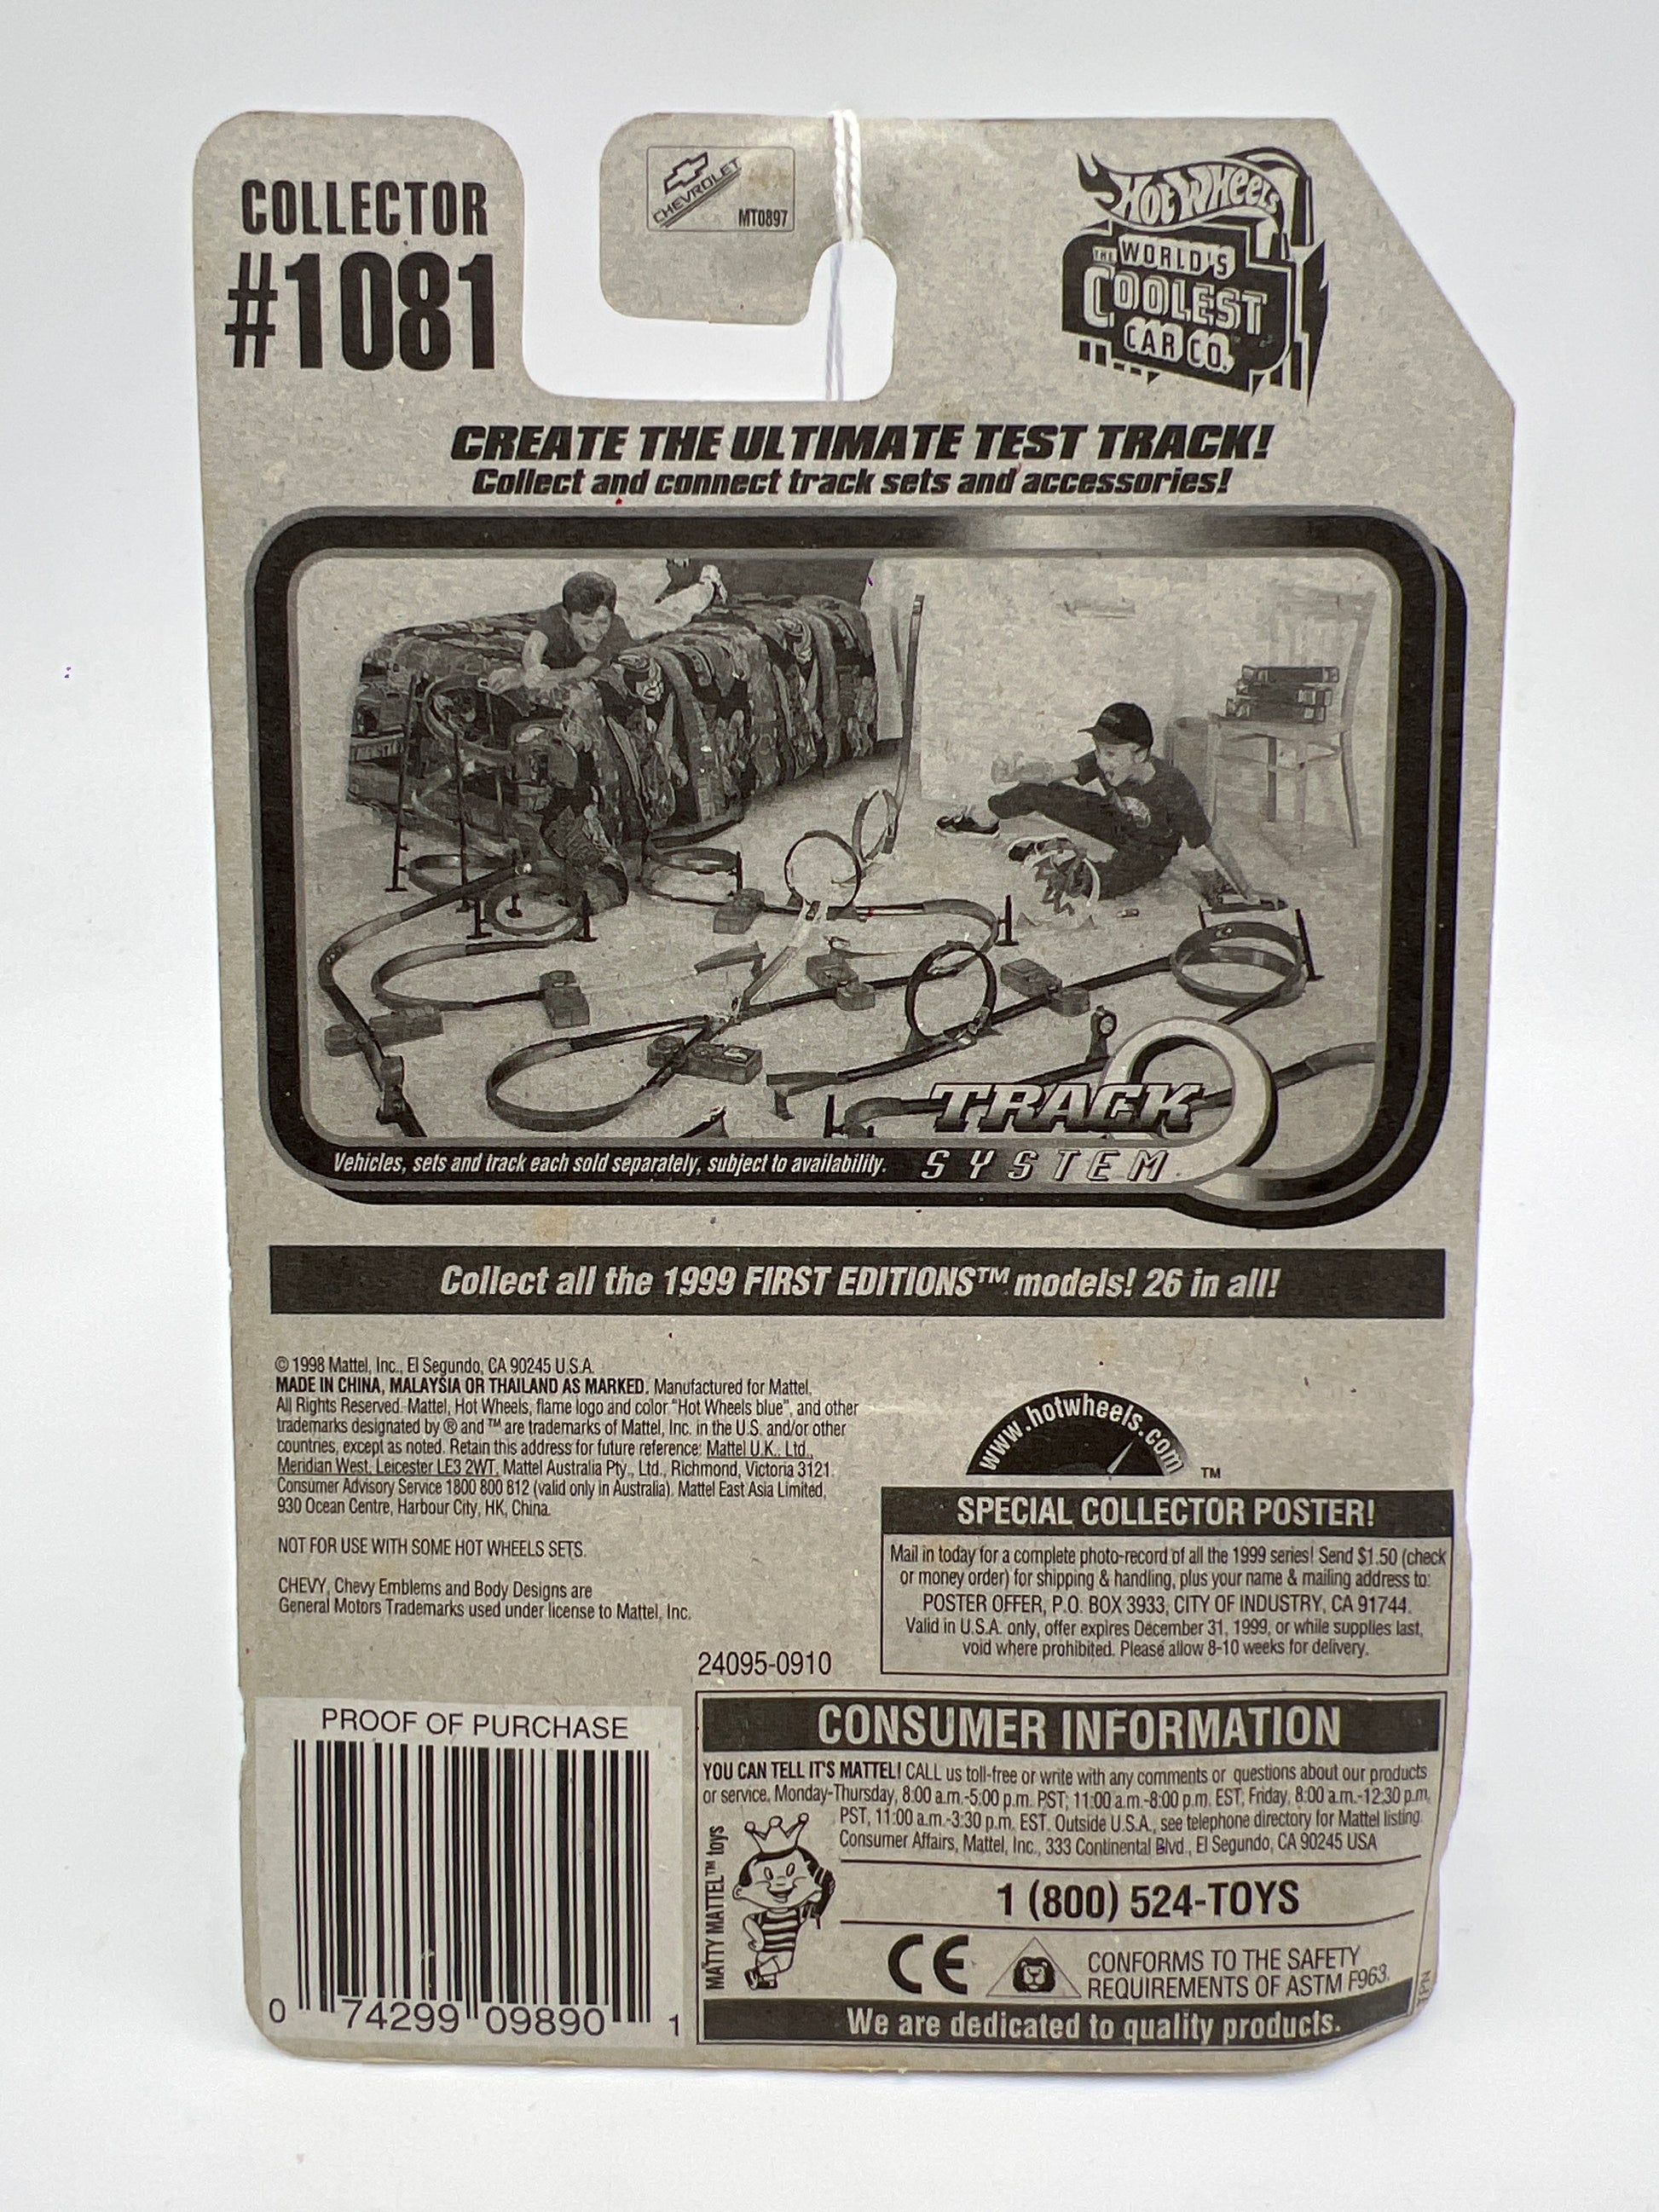 COLLECTOR
#1081
CHEVROLET
MT0897
HOT WHEELS
THE WORLD'S
COOLEST
CAR CO.
CREATE THE ULTIMATE TEST TRACK!
Collect and connect track sets and accessories!
Vehicles, sets and track each sold separately, subject to availability.
TRACK
SYSTEM
Collect all the 1999 FIRST EDITIONS™ models! 26 in all!
© 1998 Mattel, Inc., El Segundo, CA 90245 U.S.A.
MADE IN CHINA, MALAYSIA OR THAILAND AS MARKED. Manufactured for Mattel.
All Rights Reserved. Mattel, Hot Wheels, flame logo and color "Hot Wheels blue", and other
trademarks designated by ® and ™ are trademarks of Mattel, Inc. in the U.S. and/or other
countries, except as noted. Retain this address for future reference: Mattel U.K., Ltd.,
Meridian West, Leicester LE3 2WT. Mattel Australia Pty., Ltd., Richmond, Victoria 3121.
Consumer Advisory Service 1800 800 812 (valid only in Australia). Mattel East Asia Limited,
930 Ocean Centre, Harbour City, HK, China.
NOT FOR USE WITH SOME HOT WHEELS SETS.
CHEVY, Chevy Emblems and Body Designs are
General Motors Trademarks used under license to Mattel, Inc.
24095-0910
www.hotwheels.com
TM
SPECIAL COLLECTOR POSTER!
Mail in today for a complete photo-record of all the 1999 series! Send $1.50 (check
or money order) for shipping & handling, plus your name & mailing address to:
POSTER OFFER, P.O. BOX 3933, CITY OF INDUSTRY, CA 91744.
Valid in U.S.A. only, offer expires December 31, 1999, or while supplies last,
void where prohibited. Please allow 8-10 weeks for delivery.
PROOF OF PURCHASE
0 74299 09890 1
CONSUMER INFORMATION
YOU CAN TELL IT'S MATTEL! CALL us toll-free or write with any comments or questions about our products
or service. Monday-Thursday, 8:00 a.m.-5:00 p.m. PST; 11:00 a.m.-8:00 p.m. EST; Friday, 8:00 a.m.-12:30 p.m.
PST, 11:00 a.m.-3:30 p.m. EST. Outside U.S.A., see telephone directory for Mattel listing.
Consumer Affairs, Mattel, Inc., 333 Continental Blvd., El Segundo, CA 90245 USA
MATTY MATTEL™ toys
1 (800) 524-TOYS
CE
CONFORMS TO THE SAFETY
REQUIREMENTS OF ASTM F963.
TPN
We are dedicated to quality products.